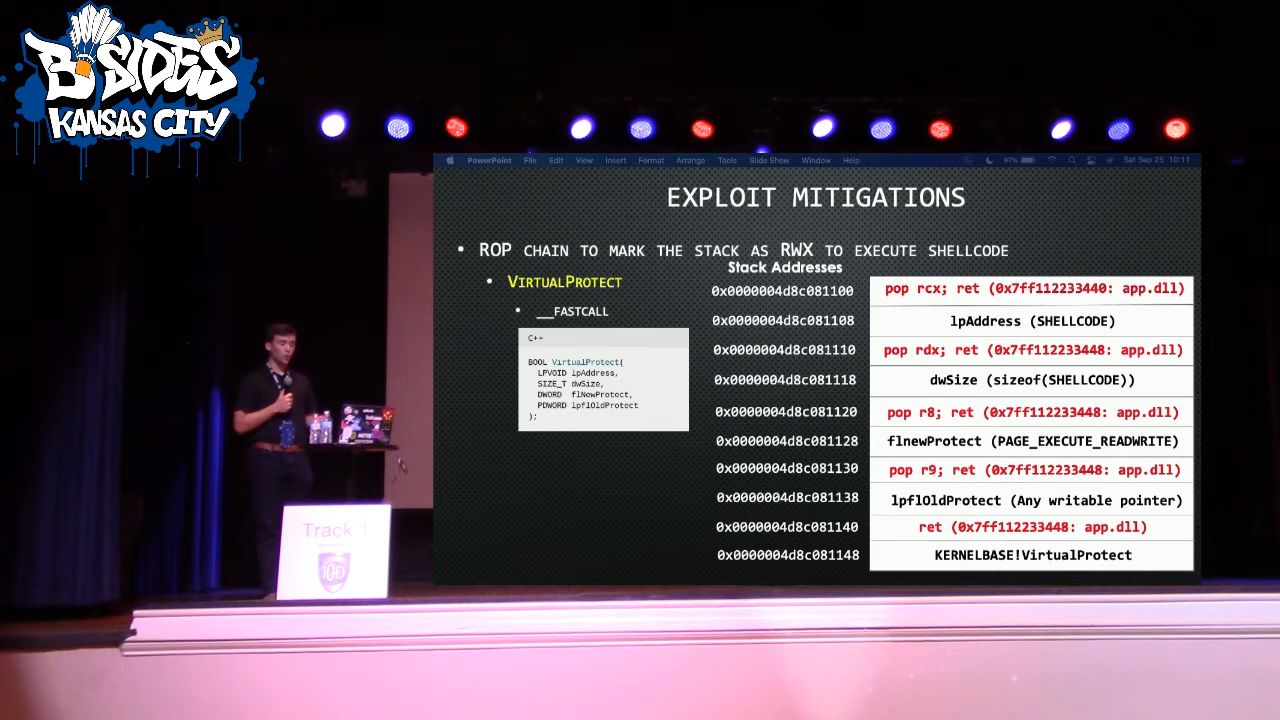 B·SIDES
KANSAS CITY
PowerPoint File Edit View Insert Format Arrange Tools Slide Show Window Help 97% Sat Sep 25 10:11
EXPLOIT MITIGATIONS
• ROP CHAIN TO MARK THE STACK AS RWX TO EXECUTE SHELLCODE
• VIRTUALPROTECT
• __FASTCALL
C++
BOOL VirtualProtect(
LPVOID lpAddress,
SIZE_T dwSize,
DWORD flNewProtect,
PDWORD lpflOldProtect
);
Stack Addresses
0x0000004d8c081100 pop rcx; ret (0x7ff112233440: app.dll)
0x0000004d8c081108 lpAddress (SHELLCODE)
0x0000004d8c081110 pop rdx; ret (0x7ff112233448: app.dll)
0x0000004d8c081118 dwSize (sizeof(SHELLCODE))
0x0000004d8c081120 pop r8; ret (0x7ff112233448: app.dll)
0x0000004d8c081128 flnewProtect (PAGE_EXECUTE_READWRITE)
0x0000004d8c081130 pop r9; ret (0x7ff112233448: app.dll)
0x0000004d8c081138 lpflOldProtect (Any writable pointer)
0x0000004d8c081140 ret (0x7ff112233448: app.dll)
0x0000004d8c081148 KERNELBASE!VirtualProtect
Track 1